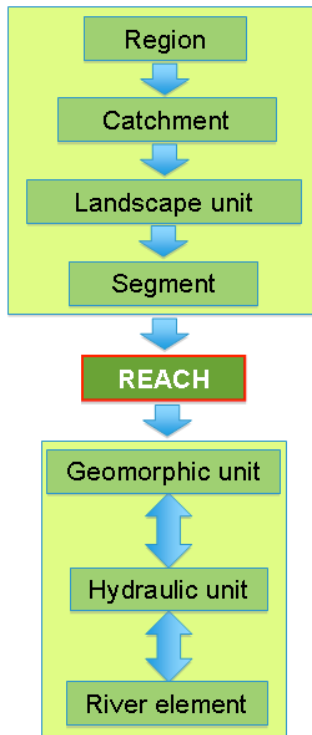 Region
Catchment
Landscape unit
Segment
REACH
Geomorphic unit
Hydraulic unit
River element